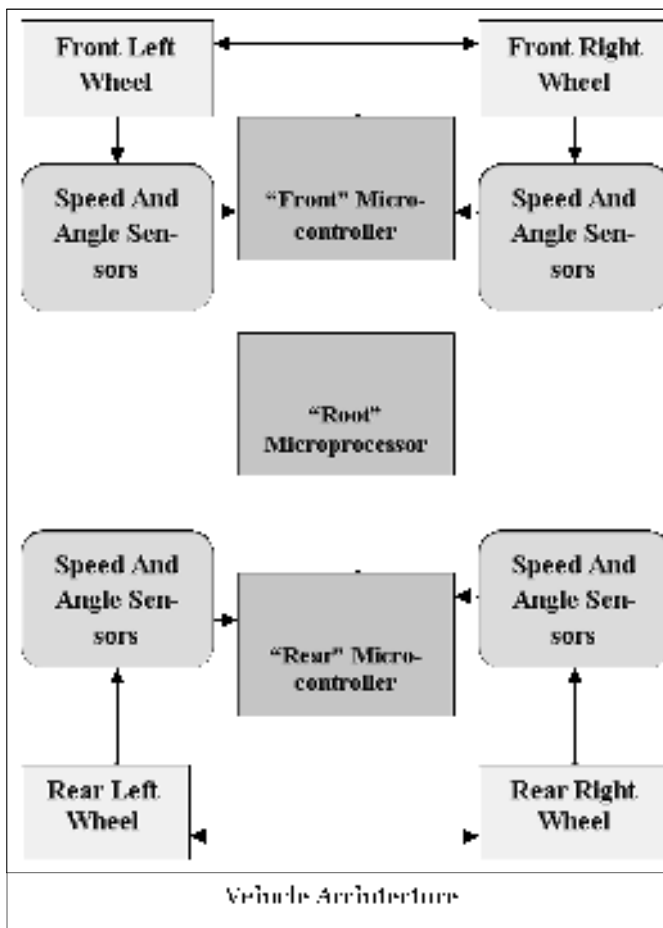 Front Left
Wheel
Front Right
Wheel
Speed And
Angle Sen-
sors
“Front” Micro-
controller
Speed And
Angle Sen-
sors
“Root”
Microprocessor
Speed And
Angle Sen-
sors
“Rear” Micro-
controller
Speed And
Angle Sen-
sors
Rear Left
Wheel
Rear Right
Wheel
Vehicle Architecture